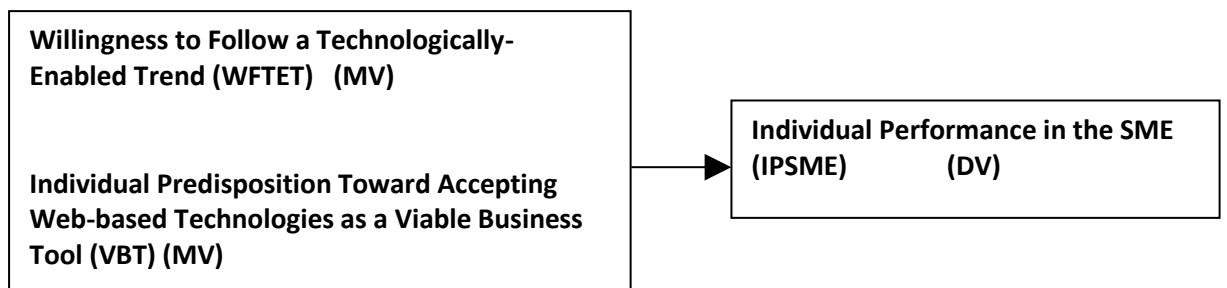 Willingness to Follow a Technologically-
Enabled Trend (WFTET) (MV)
Individual Predisposition Toward Accepting
Web-based Technologies as a Viable Business
Tool (VBT) (MV)
Individual Performance in the SME
(IPSME) (DV)